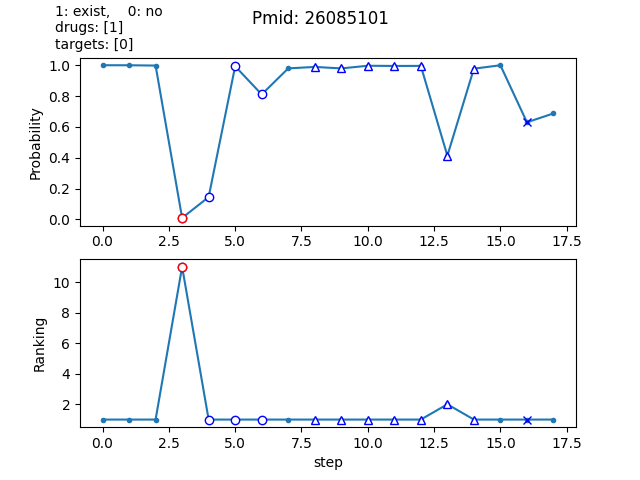 1: exist,    0: no
drugs: [1]
targets: [0]
Pmid: 26085101
Probability
1.0
0.8
0.6
0.4
0.2
0.0
0.0 2.5 5.0 7.5 10.0 12.5 15.0 17.5
Ranking
10
8
6
4
2
0.0 2.5 5.0 7.5 10.0 12.5 15.0 17.5
step